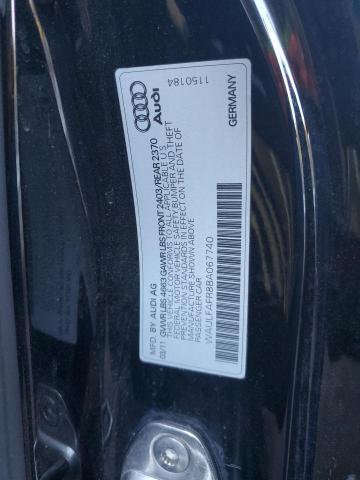 1150184
Audi
MFD. BY AUDI AG
03/11 GVWR LBS 4663 GAWR LBS FRONT 2403/REAR 2370
THIS VEHICLE CONFORMS TO ALL APPLICABLE U.S.
FEDERAL MOTOR VEHICLE SAFETY BUMPER AND THEFT
PREVENTION STANDARDS IN EFFECT ON THE DATE OF
MANUFACTURE SHOWN ABOVE
PASSENGER CAR
WAULFAFR8BA067740
GERMANY